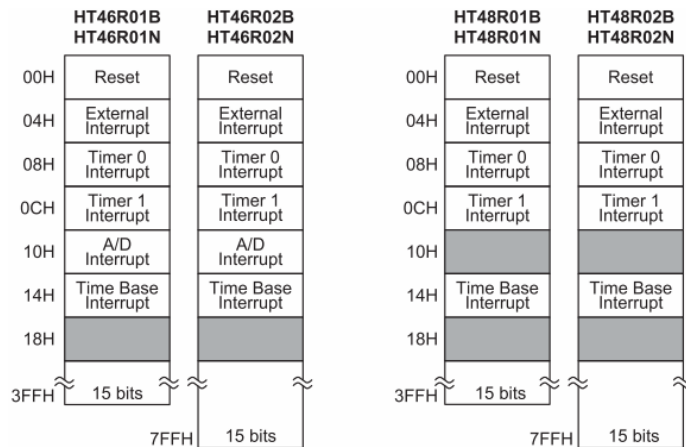 HT46R01B HT46R02B HT48R01B HT48R02B
HT46R01N HT46R02N HT48R01N HT48R02N
00H Reset Reset 00H Reset Reset
04H External External 04H External External
Interrupt Interrupt Interrupt Interrupt
08H Timer 0 Timer 0 08H Timer 0 Timer 0
Interrupt Interrupt Interrupt Interrupt
0CH Timer 1 Timer 1 0CH Timer 1 Timer 1
Interrupt Interrupt Interrupt Interrupt
10H A/D A/D 10H
Interrupt Interrupt
14H Time Base Time Base 14H Time Base Time Base
Interrupt Interrupt Interrupt Interrupt
18H 18H
3FFH 15 bits 3FFH 15 bits
7FFH 15 bits 7FFH 15 bits